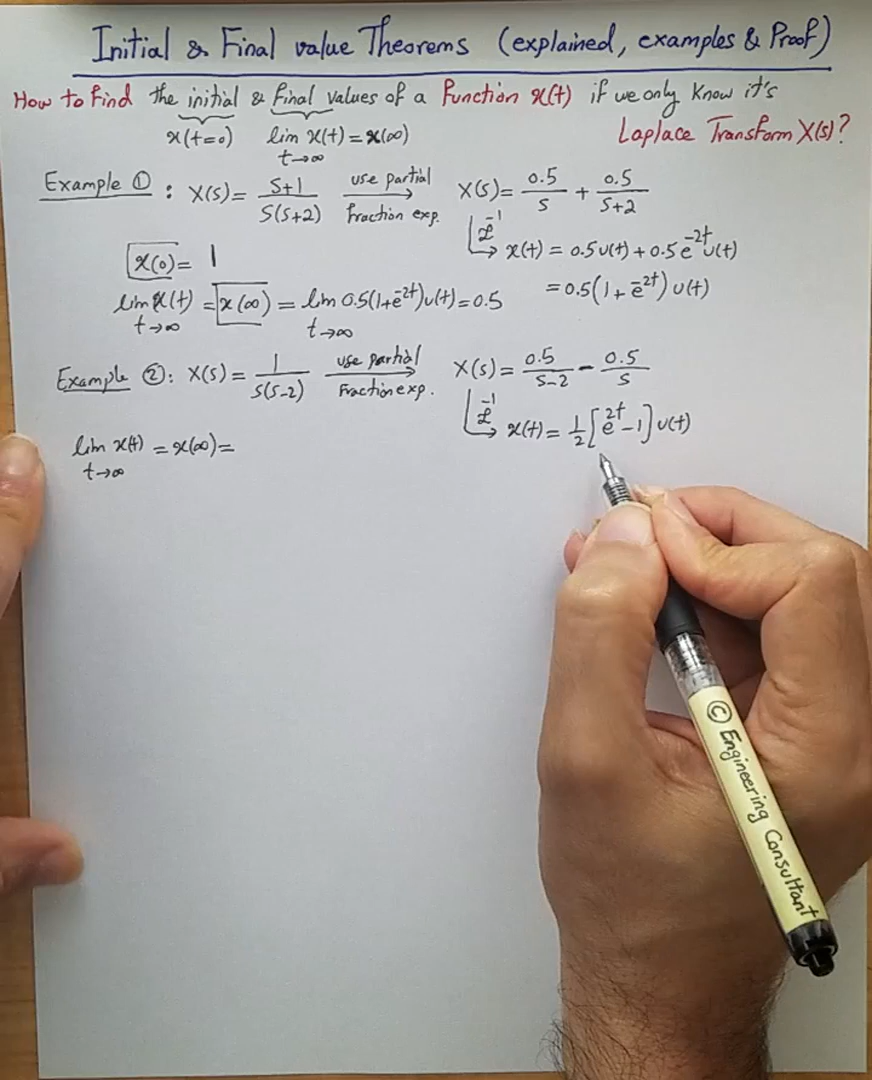 Initial & Final value Theorems (explained, examples & Proof)
How to find the initial & final values of a function x(t) if we only know it's
x(t=0) lim x(t)=x(∞)
t→∞
Laplace Transform X(s)?
Example ①: X(s)= S+1 / S(S+2) use partial fraction exp. → X(s)= 0.5/S + 0.5/S+2
ℒ⁻¹ → x(t) = 0.5u(t) + 0.5e^-2t u(t)
x(0)= 1
= 0.5(1+e^-2t) u(t)
lim x(t) = x(∞) = lim 0.5(1+e^-2t)u(t)=0.5
t→∞ t→∞
Example ②: X(s)= 1 / S(S-2) use partial Fraction exp. → X(s)= 0.5/S-2 - 0.5/S
ℒ⁻¹ → x(t)= 1/2 [e^2t -1] u(t)
lim x(t) = x(∞)=
t→∞
© Engineering Consultant